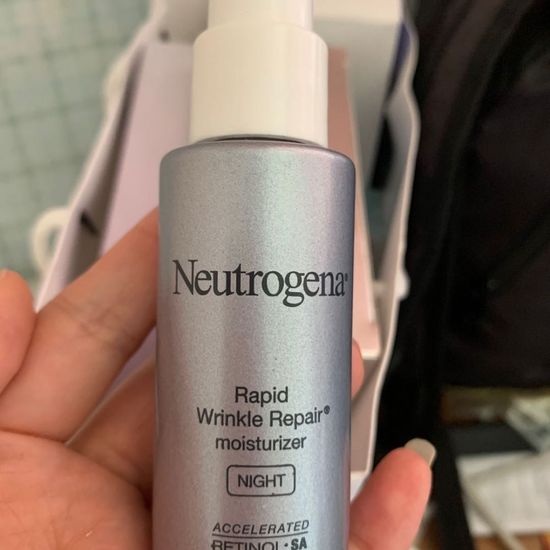 Neutrogena®
Rapid
Wrinkle Repair®
moisturizer
NIGHT
ACCELERATED
RETINOL · SA